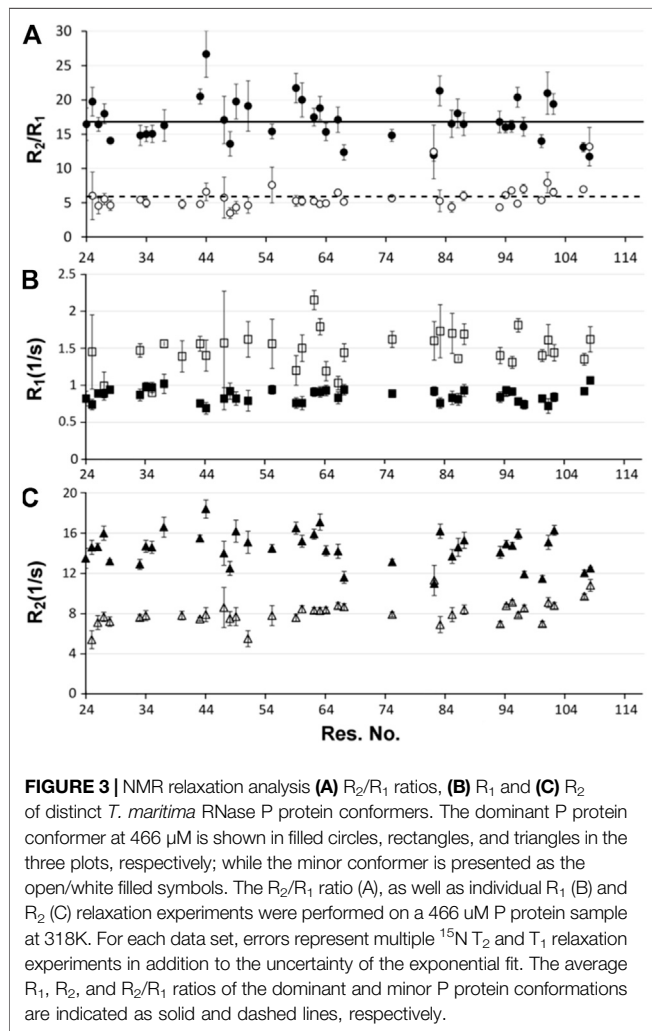 A
30
25
20
15
10
5
0
R2/R1
24 34 44 54 64 74 84 94 104 114
B
2.5
2
1.5
1
0.5
0
R1(1/s)
24 34 44 54 64 74 84 94 104 114
C
20
16
12
8
4
0
R2(1/s)
24 34 44 54 64 74 84 94 104 114
Res. No.
FIGURE 3 | NMR relaxation analysis (A) R2/R1 ratios, (B) R1 and (C) R2
of distinct T. maritima RNase P protein conformers. The dominant P protein
conformer at 466 µM is shown in filled circles, rectangles, and triangles in the
three plots, respectively; while the minor conformer is presented as the
open/white filled symbols. The R2/R1 ratio (A), as well as individual R1 (B) and
R2 (C) relaxation experiments were performed on a 466 uM P protein sample
at 318K. For each data set, errors represent multiple 15N T2 and T1 relaxation
experiments in addition to the uncertainty of the exponential fit. The average
R1, R2, and R2/R1 ratios of the dominant and minor P protein conformations
are indicated as solid and dashed lines, respectively.